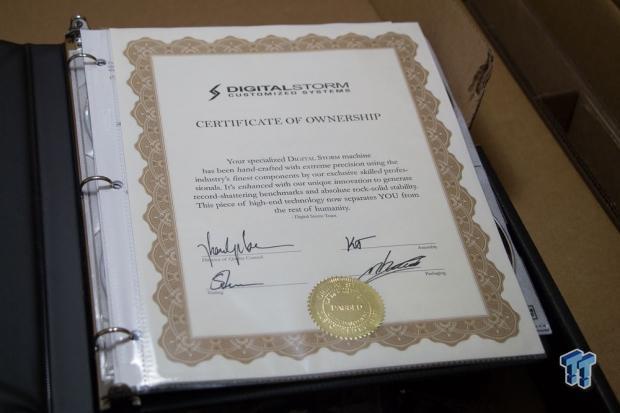 DIGITALSTORM
CUSTOMIZED SYSTEMS
CERTIFICATE OF OWNERSHIP
Your specialized DIGITAL STORM machine
has been hand-crafted with extreme precision using the
industry's finest components by our exclusive skilled profes-
sionals. It's enhanced with our unique innovation to generate
record-shattering benchmarks and absolute rock-solid stability.
This piece of high-end technology now separates YOU from
the rest of humanity.
- Digital Storm Team.
Director of Quality Control
Assembly
Testing
Packaging
PASSED
TT